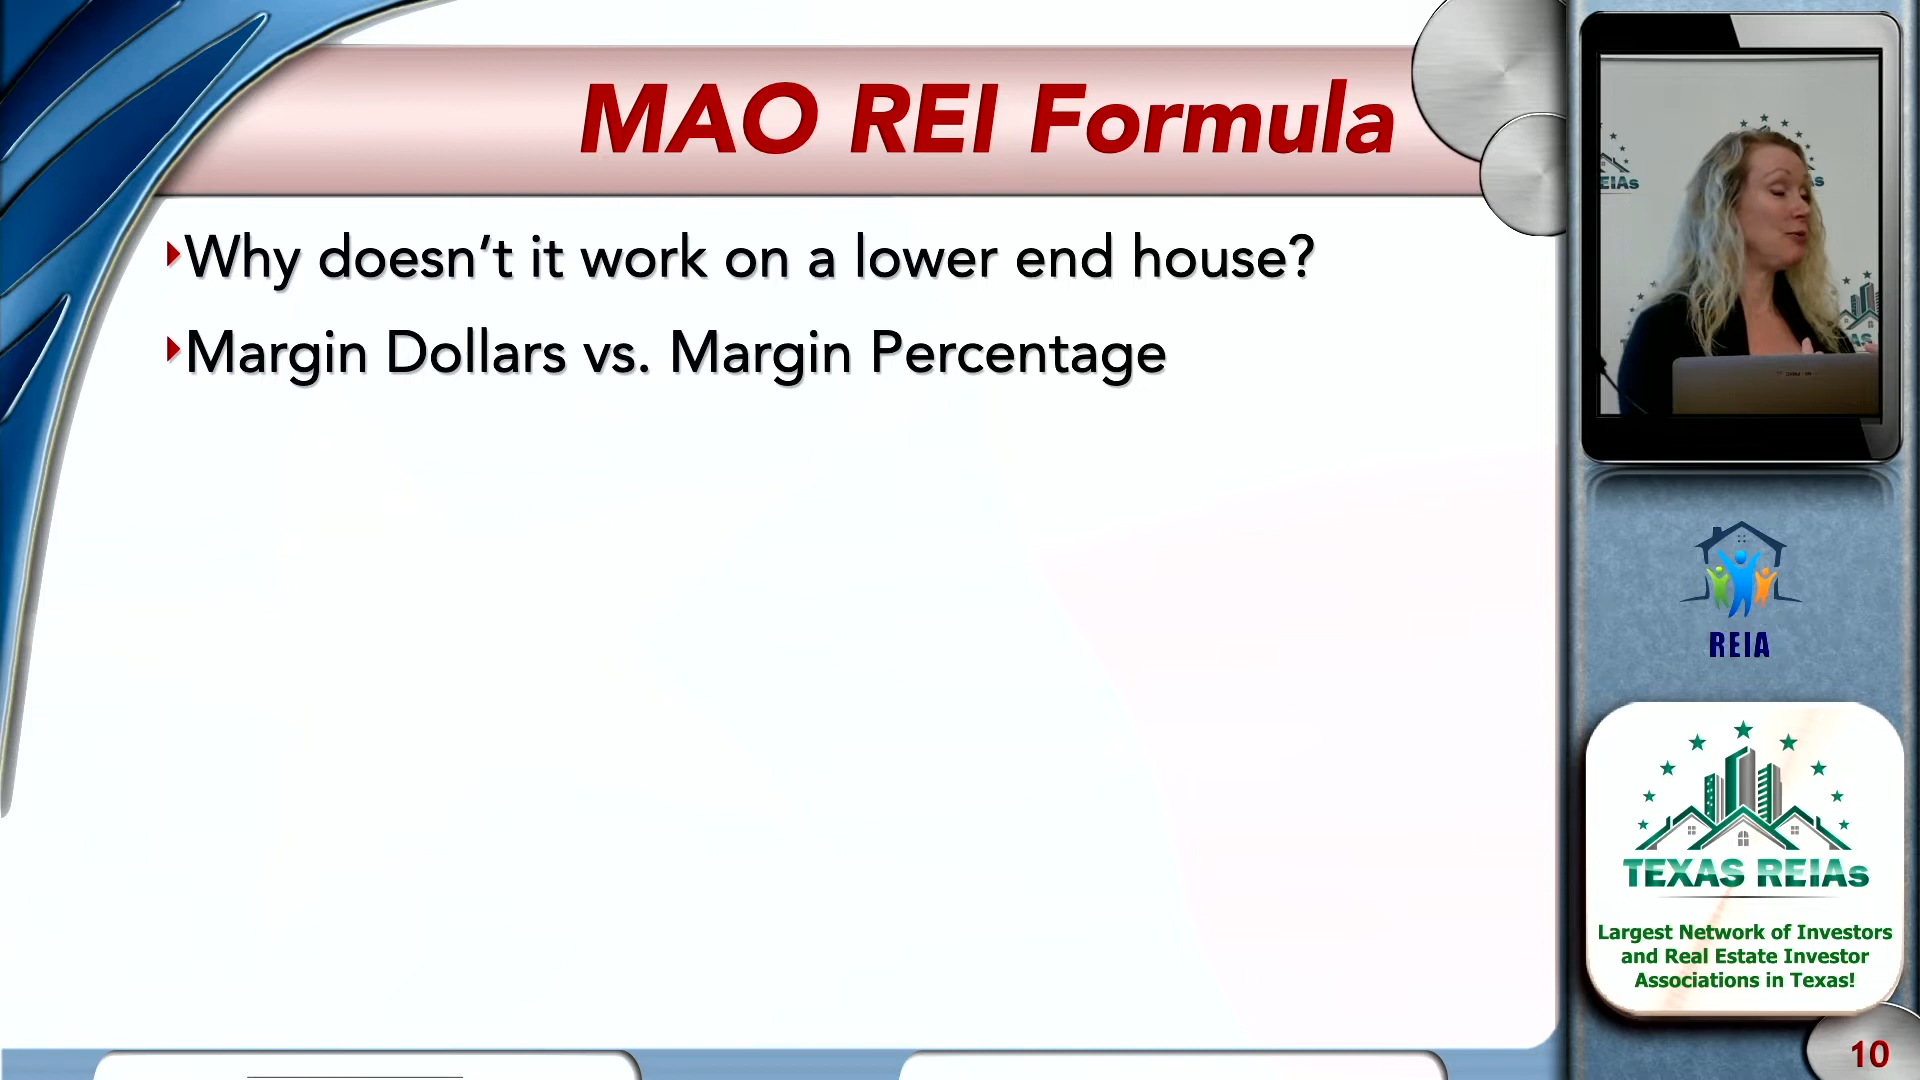 MAO REI Formula
Why doesn’t it work on a lower end house?
Margin Dollars vs. Margin Percentage
EIAs
REIA
TEXAS REIAs
Largest Network of Investors
and Real Estate Investor
Associations in Texas!
10